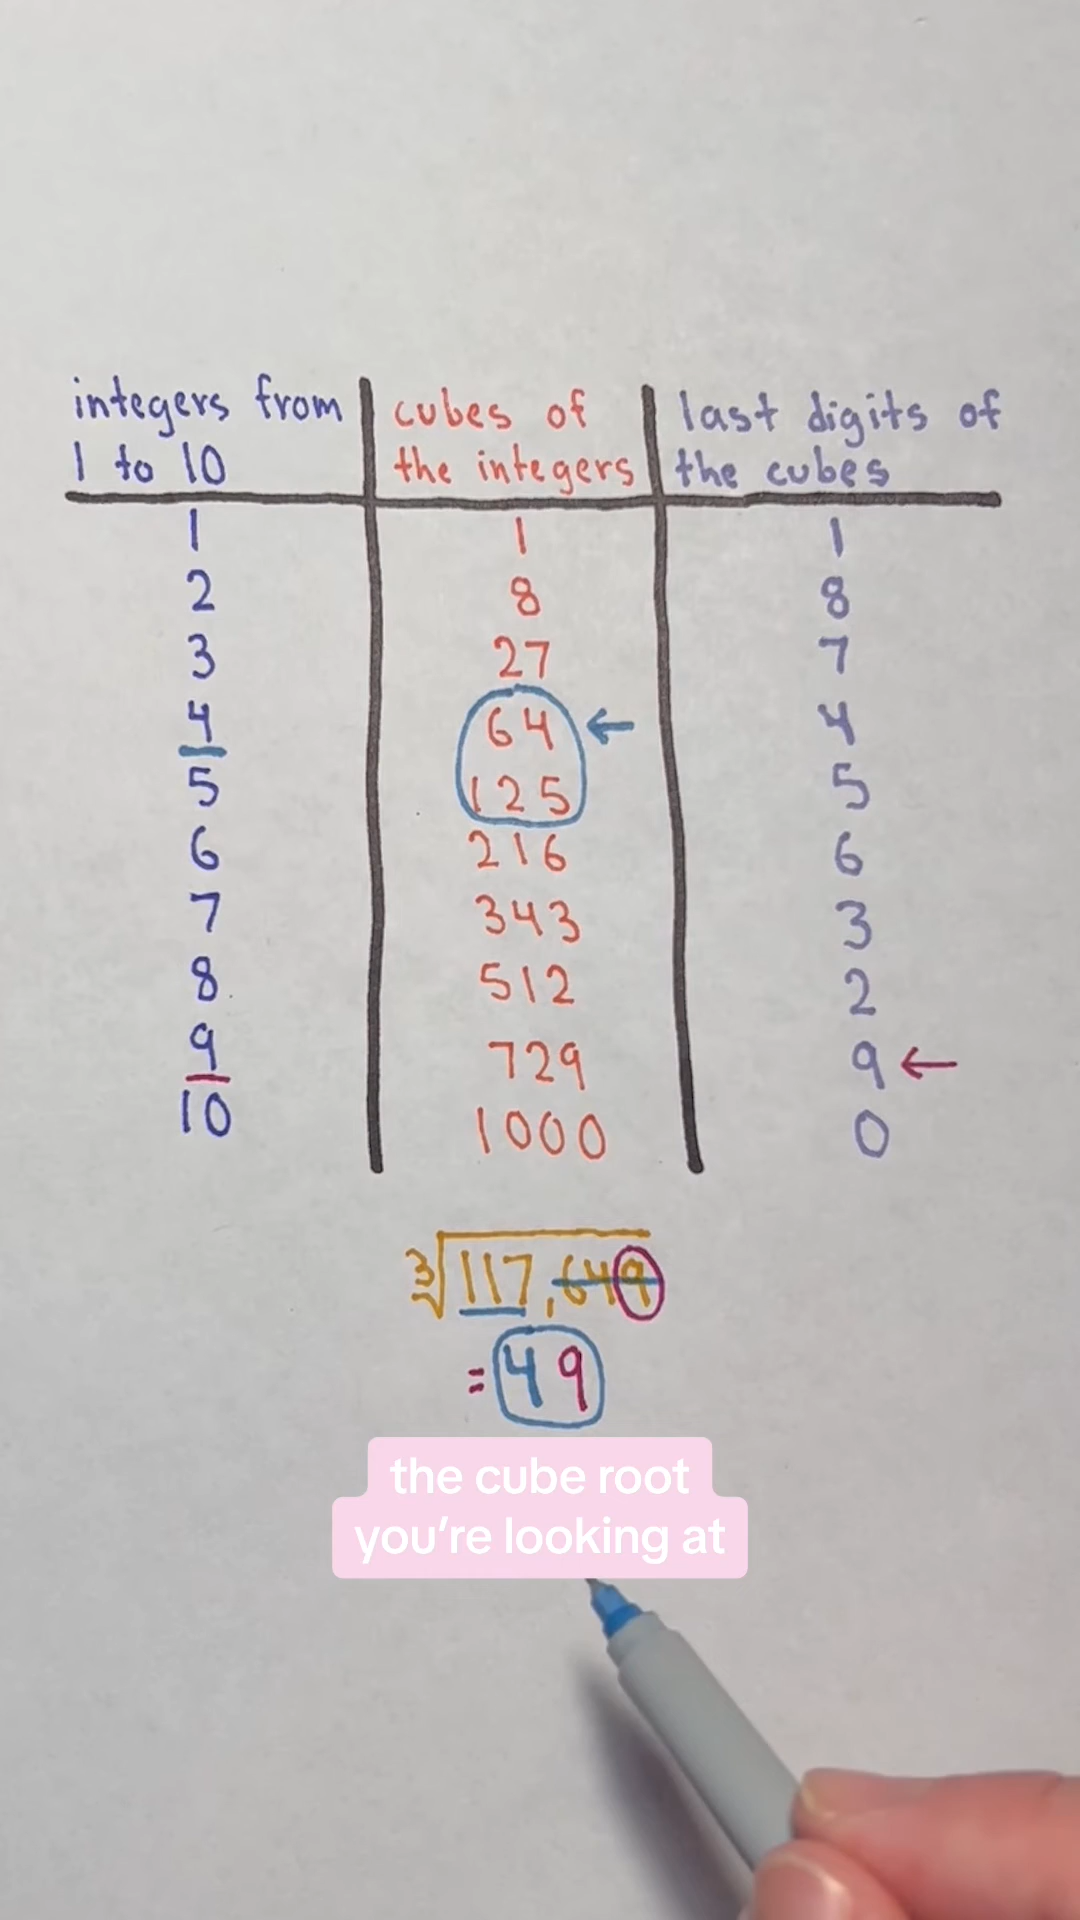 integers from | cubes of | last digits of
1 to 10 | the integers | the cubes
1 1 1
2 8 8
3 27 7
4 64 ← 4
5 125 5
6 216 6
7 343 3
8 512 2
9 729 9 ←
10 1000 0
∛117,649
= 49
the cube root
you’re looking at